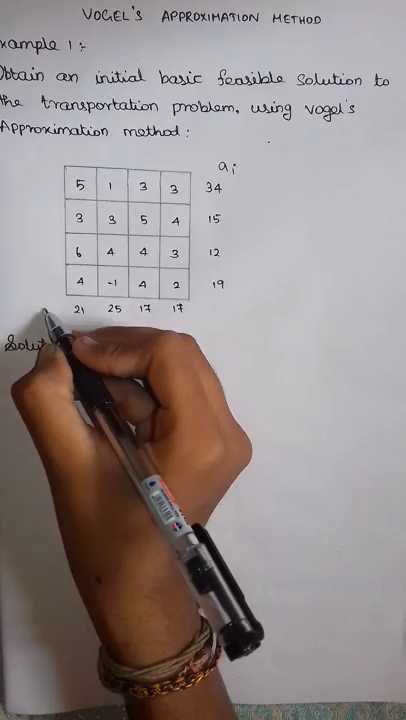 VOGEL'S APPROXIMATION METHOD
xample 1 :-
Obtain an initial basic feasible solution to
the transportation problem, using Vogel's
Approximation method :
ai
5 1 3 3 34
3 3 5 4 15
6 4 4 3 12
4 -1 4 2 19
21 25 17 17
Solut